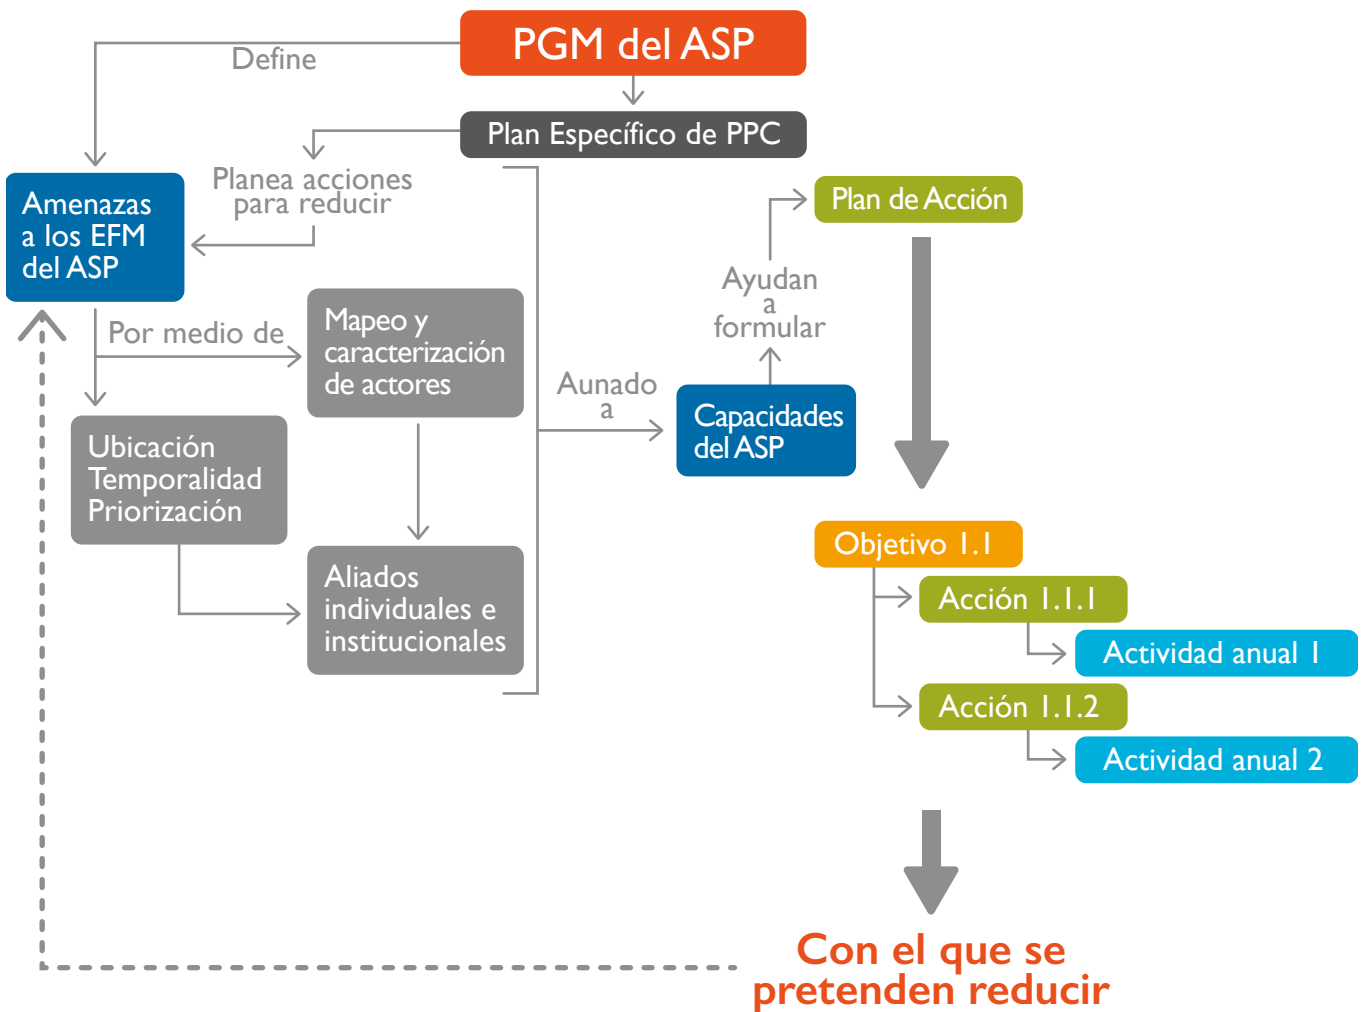 PGM del ASP
Define
Plan Específico de PPC
Planea acciones
para reducir
Amenazas
a los EFM
del ASP
Por medio de
Mapeo y
caracterización
de actores
Ubicación
Temporalidad
Priorización
Aliados
individuales e
institucionales
Aunado
a
Capacidades
del ASP
Ayudan
a
formular
Plan de Acción
Objetivo 1.1
Acción 1.1.1
Actividad anual 1
Acción 1.1.2
Actividad anual 2
Con el que se
pretenden reducir